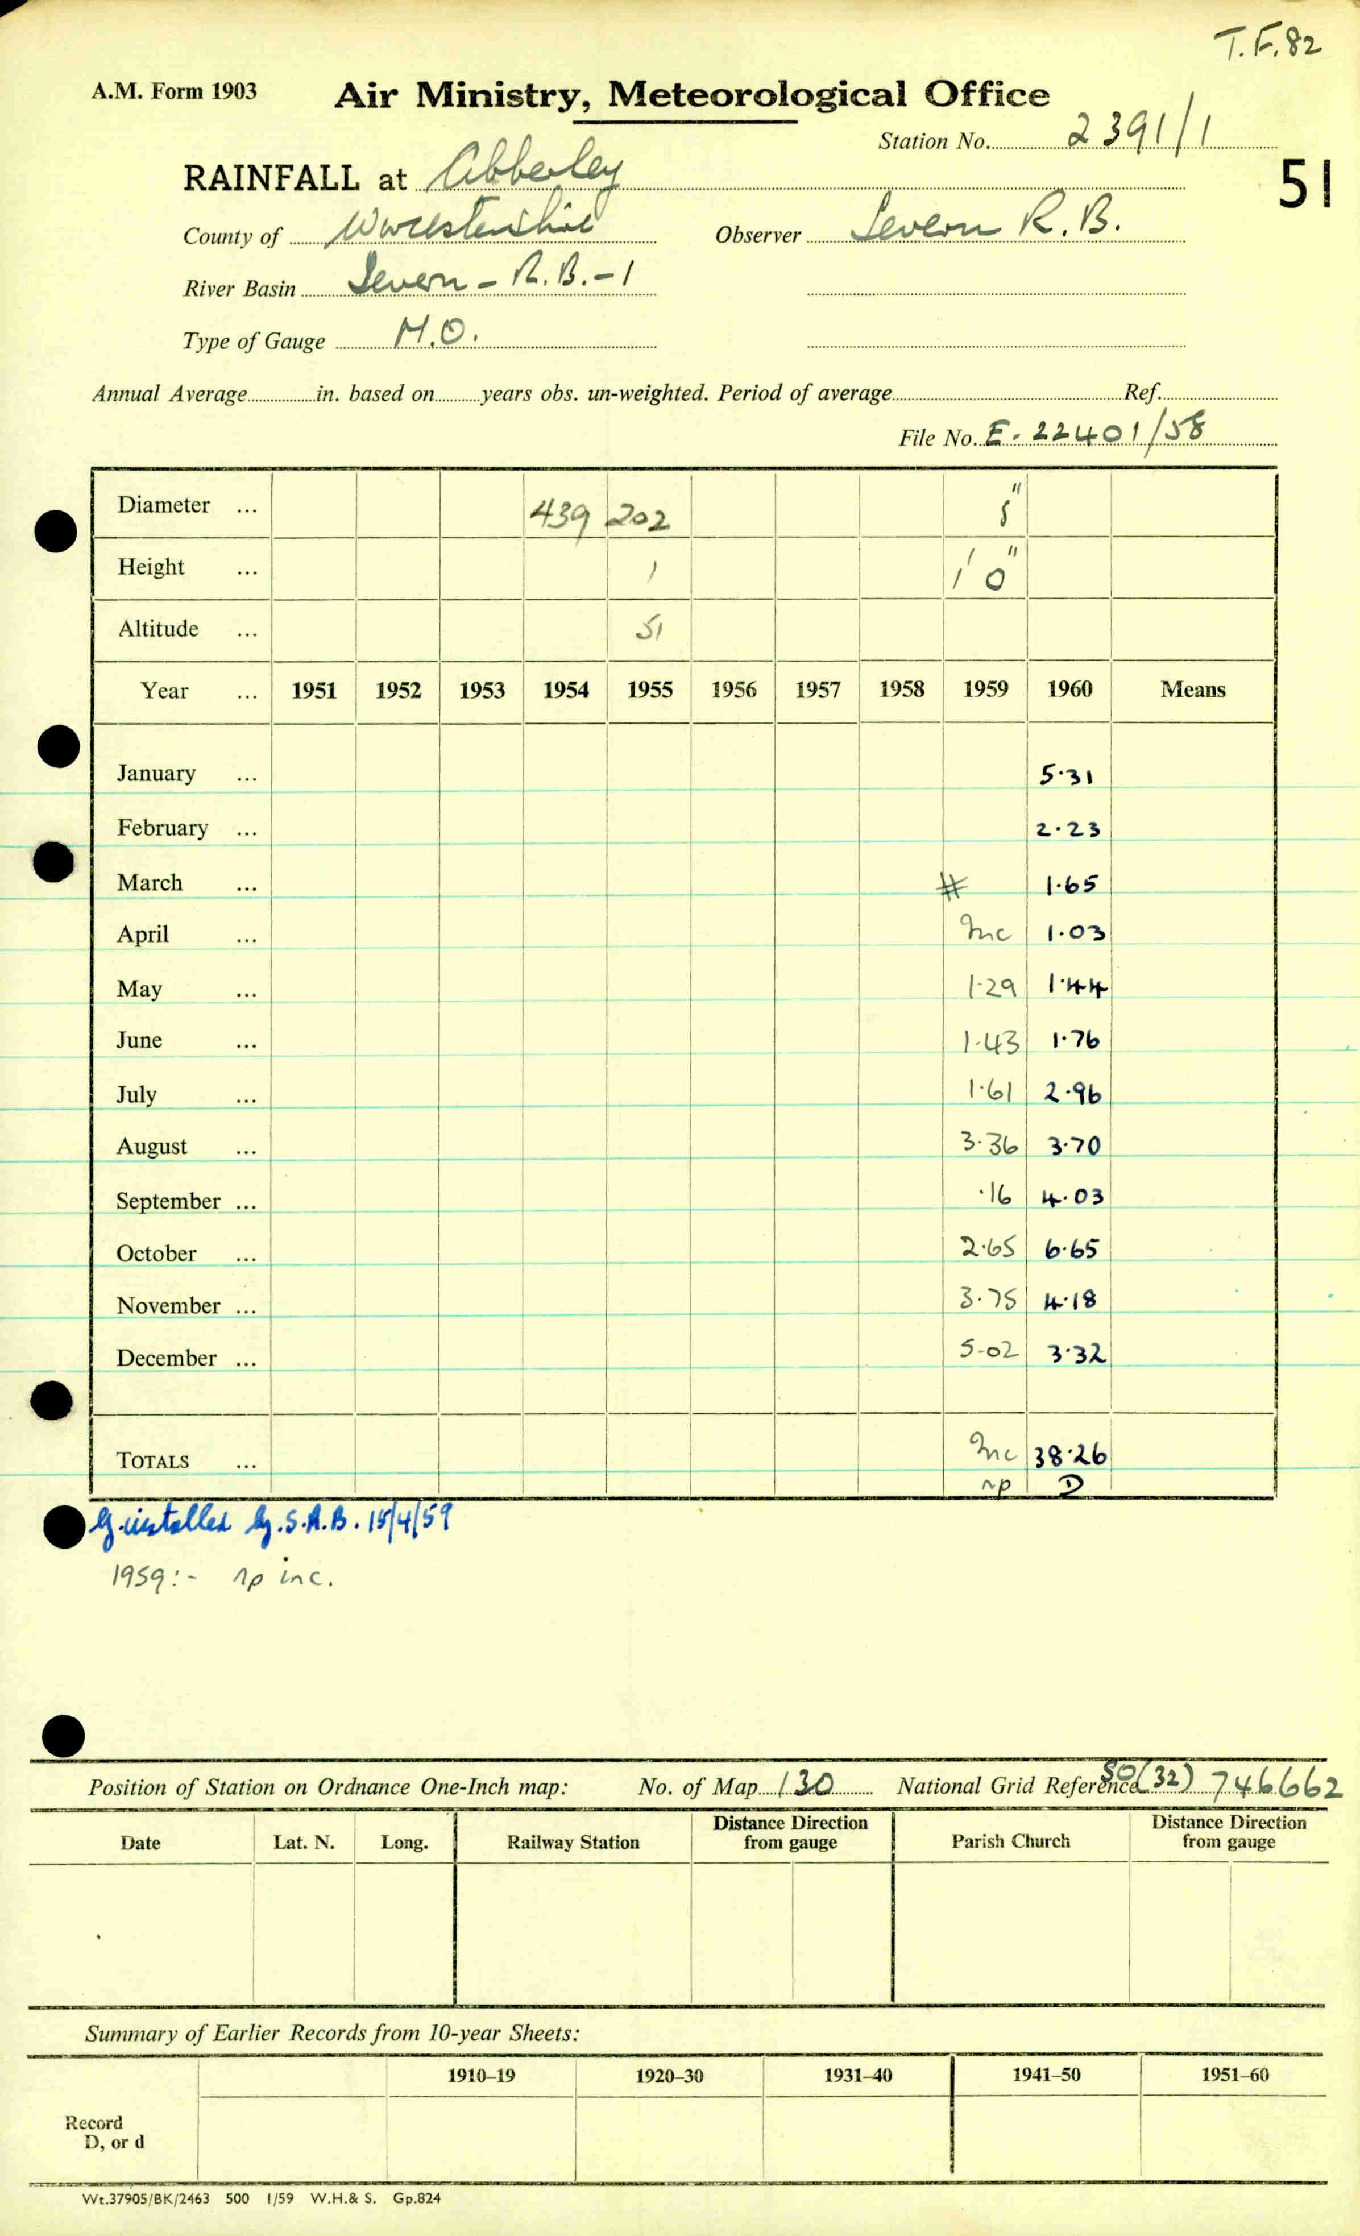 T.F.82
A.M. Form 1903 Air Ministry, Meteorological Office
Station No. 2391/1
RAINFALL at Abberley 51
County of Worcestershire Observer Severn R.B.
River Basin Severn - R.B. - 1
Type of Gauge M.O.
Annual Average in. based on years obs. un-weighted. Period of average Ref.
File No. E. 22401/58
Diameter ... 439 202 8"
Height ... 1 1' 0"
Altitude ... 51
Year ... 1951 1952 1953 1954 1955 1956 1957 1958 1959 1960 Means
January ... 5.31
February ... 2.23
March ... # 1.65
April ... Inc 1.03
May ... 1.29 1.44
June ... 1.43 1.76
July ... 1.61 2.96
August ... 3.36 3.70
September ... .16 4.03
October ... 2.65 6.65
November ... 3.75 4.18
December ... 5.02 3.32
TOTALS ... Inc 38.26
np D
G. installed by S.R.B. 15/4/59
1959:- np inc.
Position of Station on Ordnance One-Inch map: No. of Map 130 National Grid Reference SO(32) 746662
Date Lat. N. Long. Railway Station Distance Direction from gauge Parish Church Distance Direction from gauge
Summary of Earlier Records from 10-year Sheets:
1910–19 1920–30 1931–40 1941–50 1951–60
Record
D, or d
Wt.37905/BK/2463 500 1/59 W.H.& S. Gp.824